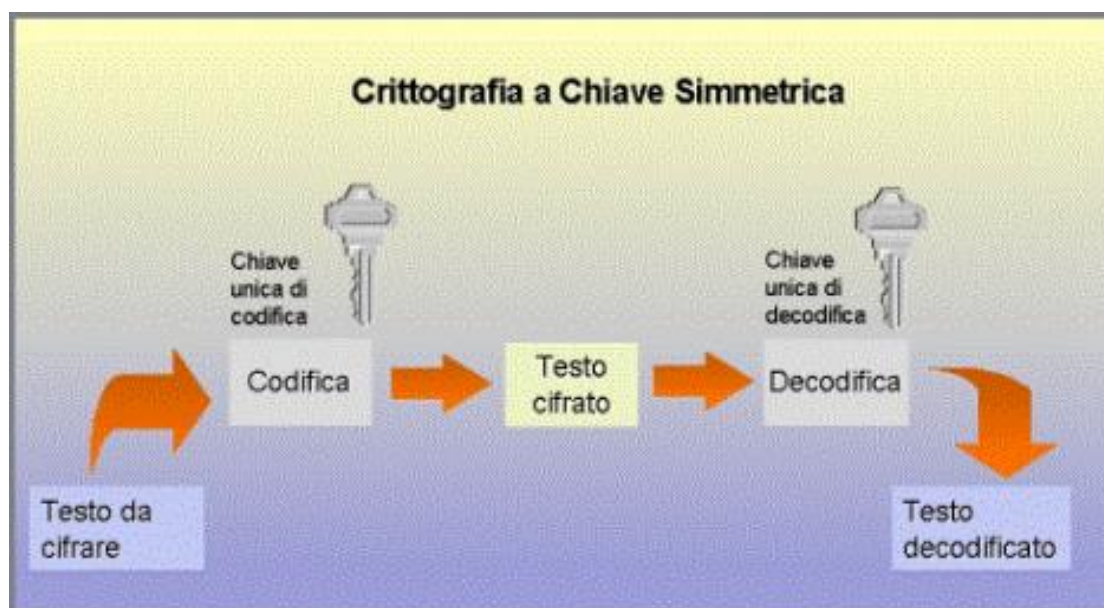 Crittografia a Chiave Simmetrica
Chiave
unica di
codifica
Chiave
unica di
decodifica
Codifica
Testo
cifrato
Decodifica
Testo da
cifrare
Testo
decodificato